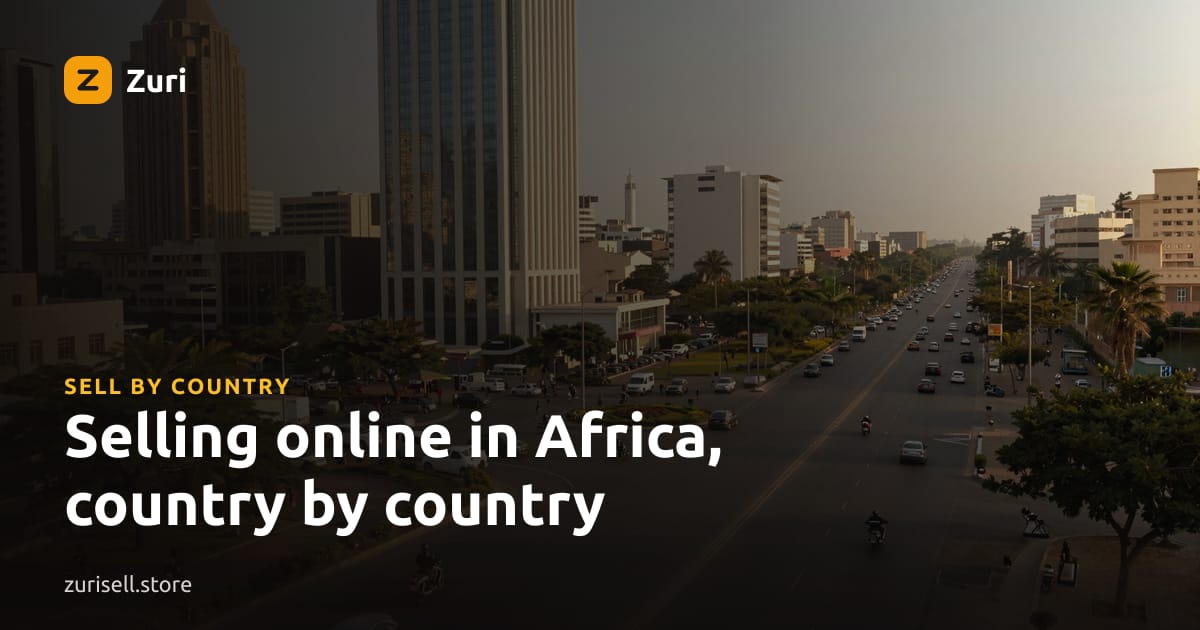 Z Zuri
SELL BY COUNTRY
Selling online in Africa,
country by country
zurisell.store